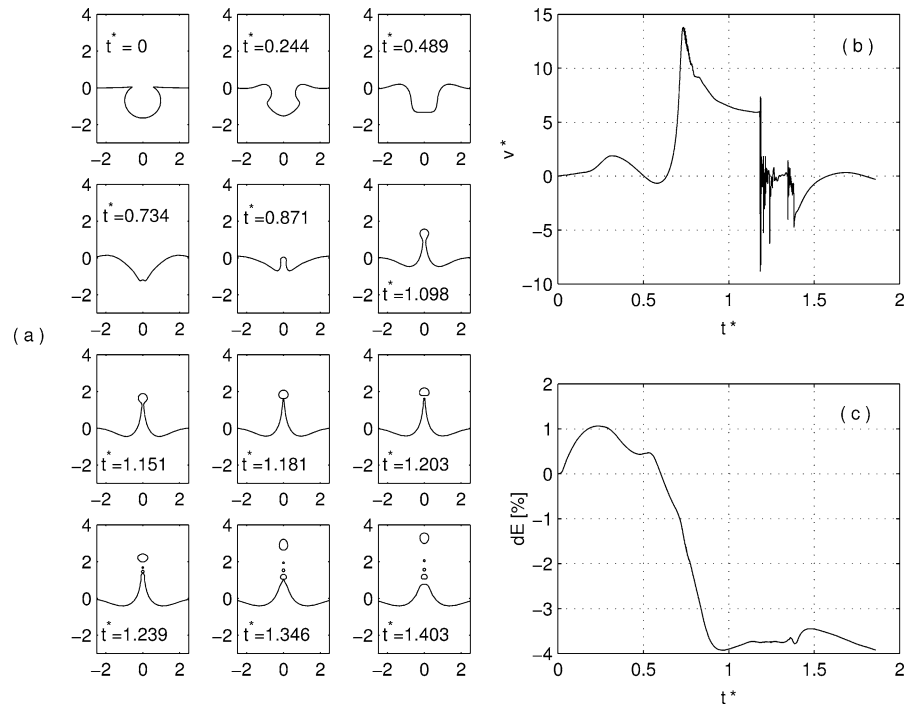 4 2 0 −2 −2 0 2 t* = 0
4 2 0 −2 −2 0 2 t*=0.244
4 2 0 −2 −2 0 2 t*=0.489
4 2 0 −2 −2 0 2 t*=0.734
4 2 0 −2 −2 0 2 t*=0.871
4 2 0 −2 −2 0 2 t*=1.098
( a )
4 2 0 −2 −2 0 2 t*=1.151
4 2 0 −2 −2 0 2 t*=1.181
4 2 0 −2 −2 0 2 t*=1.203
4 2 0 −2 −2 0 2 t*=1.239
4 2 0 −2 −2 0 2 t*=1.346
4 2 0 −2 −2 0 2 t*=1.403
15 10 5 0 −5 −10
v*
( b )
0 0.5 1 1.5 2
t*
2 1 0 −1 −2 −3 −4
dE [%]
( c )
0 0.5 1 1.5 2
t*